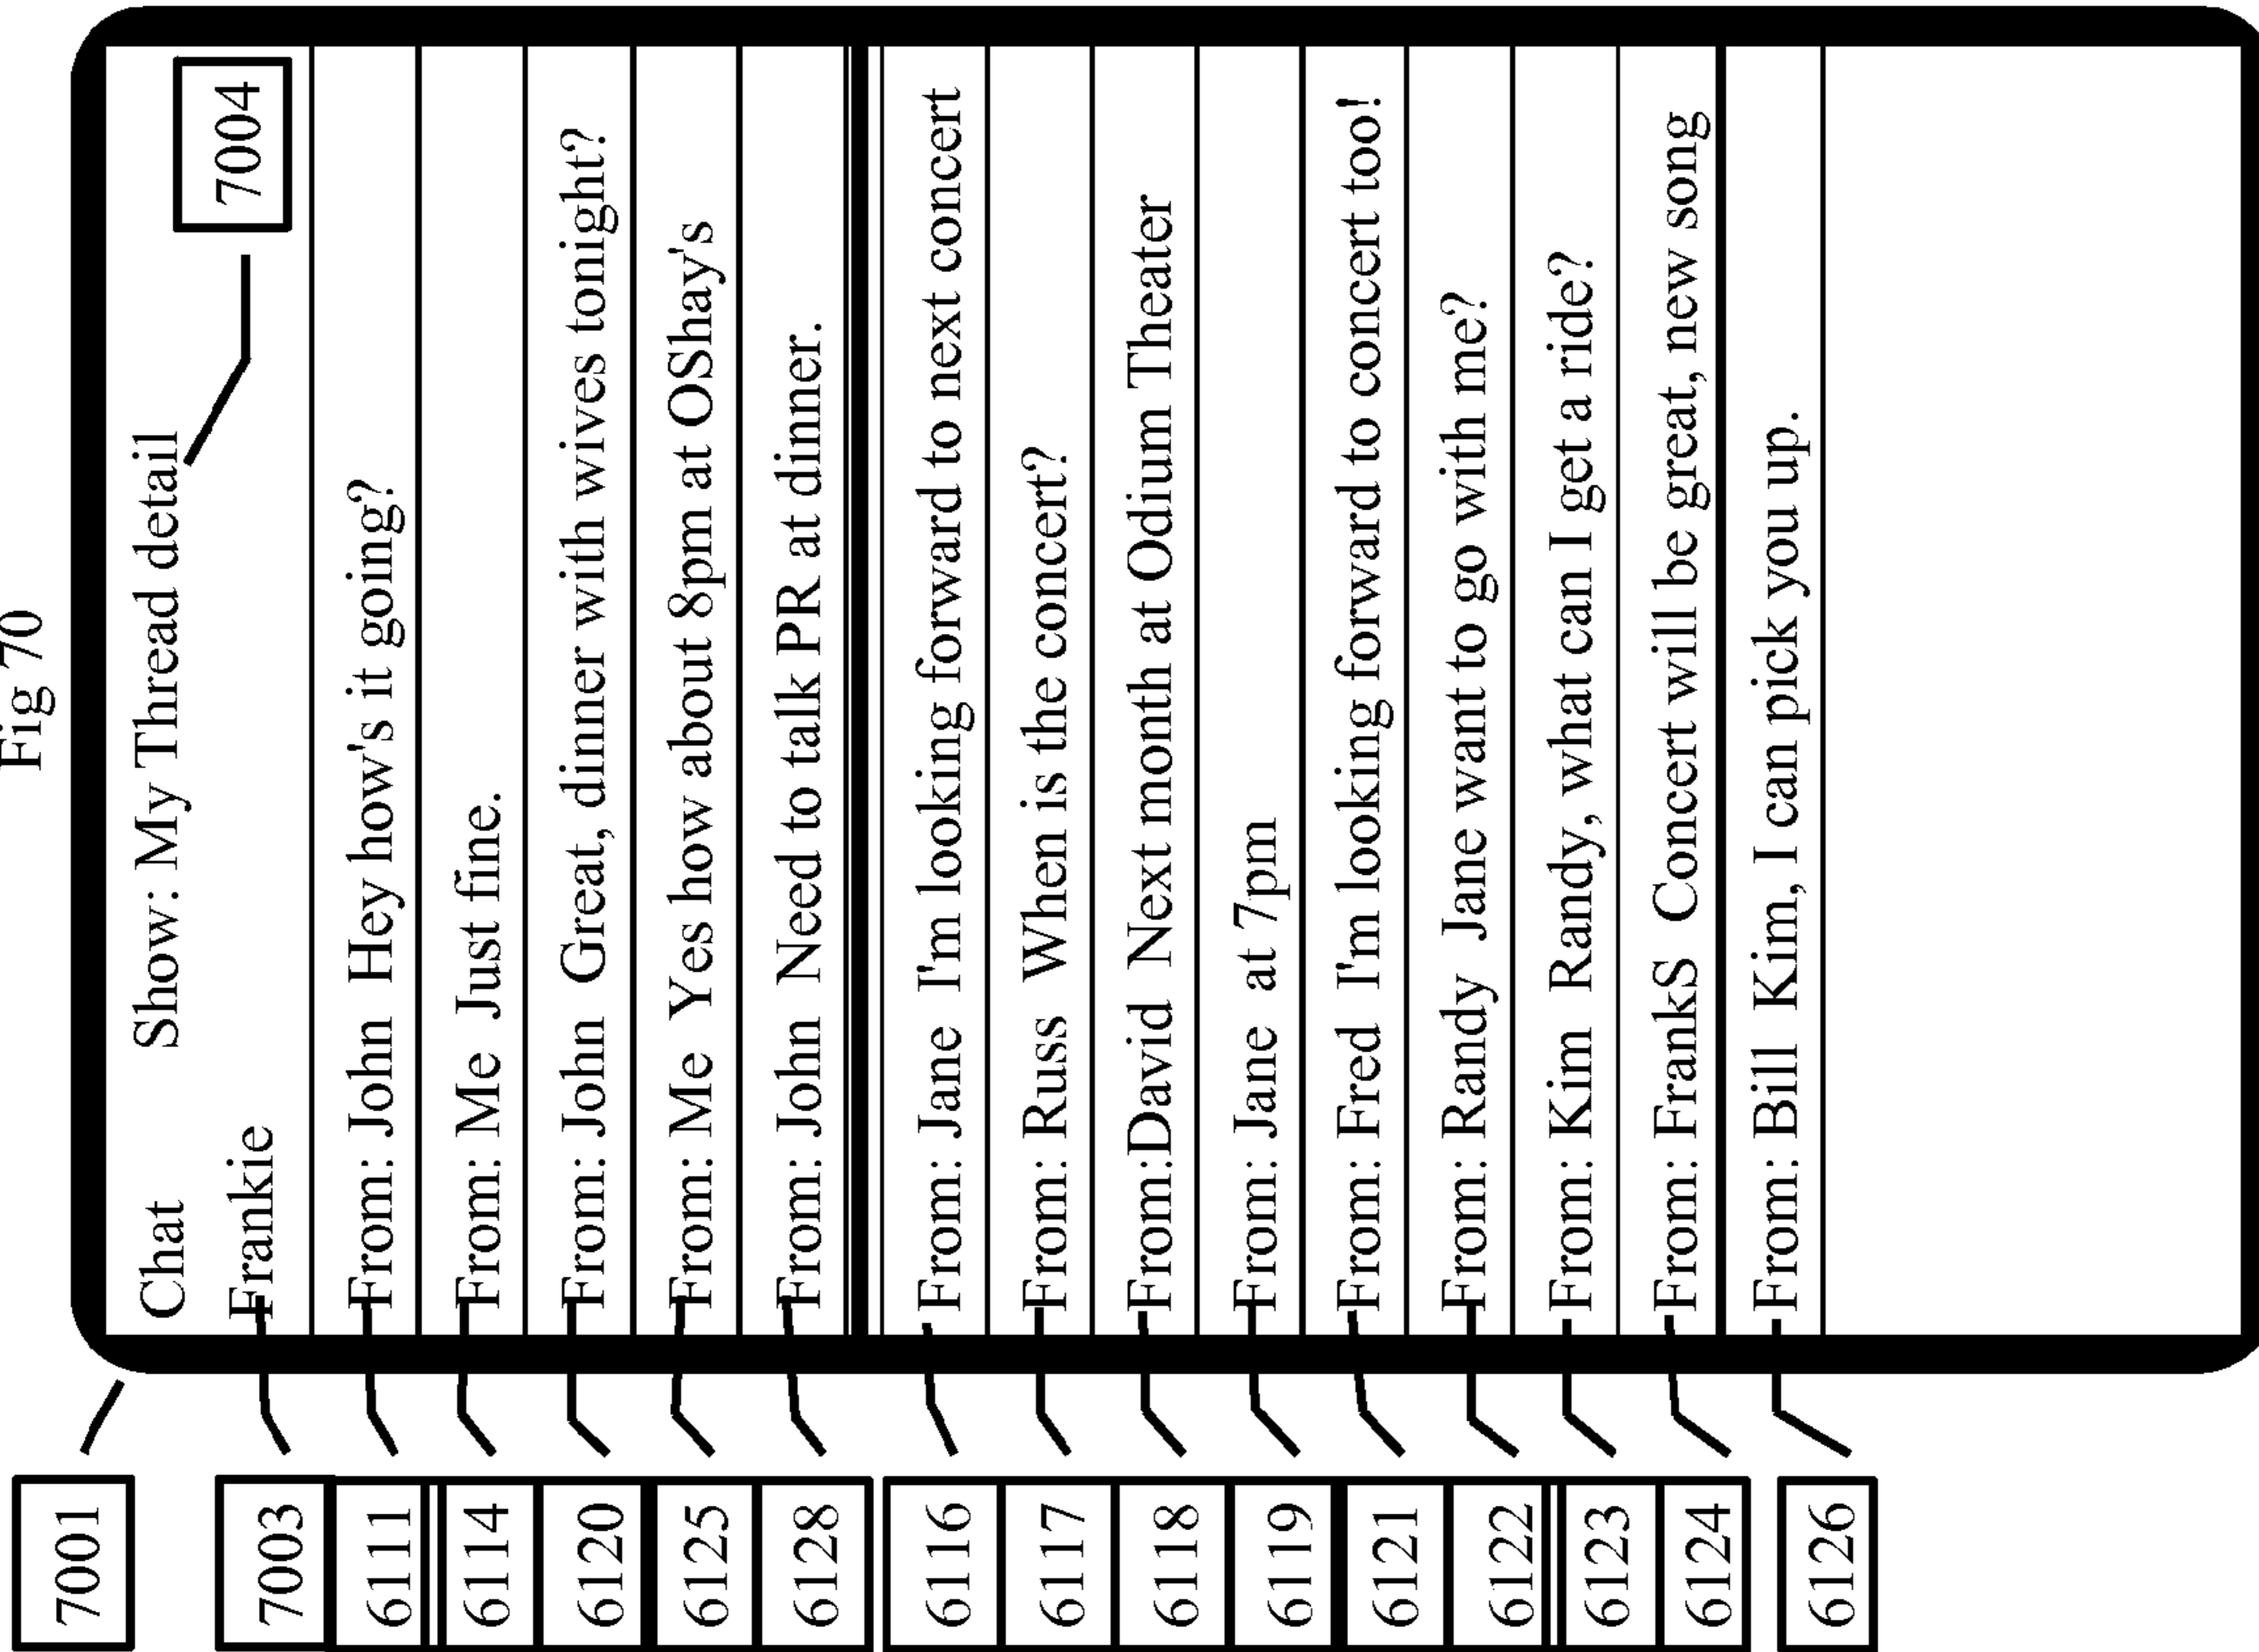 Fig 70
7001
Chat Show: My Thread detail
7004
7003 Frankie
6111 From: John Hey how's it going?
6114 From: Me Just fine.
6120 From: John Great, dinner with wives tonight?
6125 From: Me Yes how about 8pm at OShay's
6128 From: John Need to talk PR at dinner.
6116 From: Jane I'm looking forward to next concert
6117 From: Russ When is the concert?
6118 From:David Next month at Odium Theater
6119 From: Jane at 7pm
6121 From: Fred I'm looking forward to concert too!
6122 From: Randy Jane want to go with me?
6123 From: Kim Randy, what can I get a ride?
6124 From: FrankS Concert will be great, new song
6126 From: Bill Kim, I can pick you up.